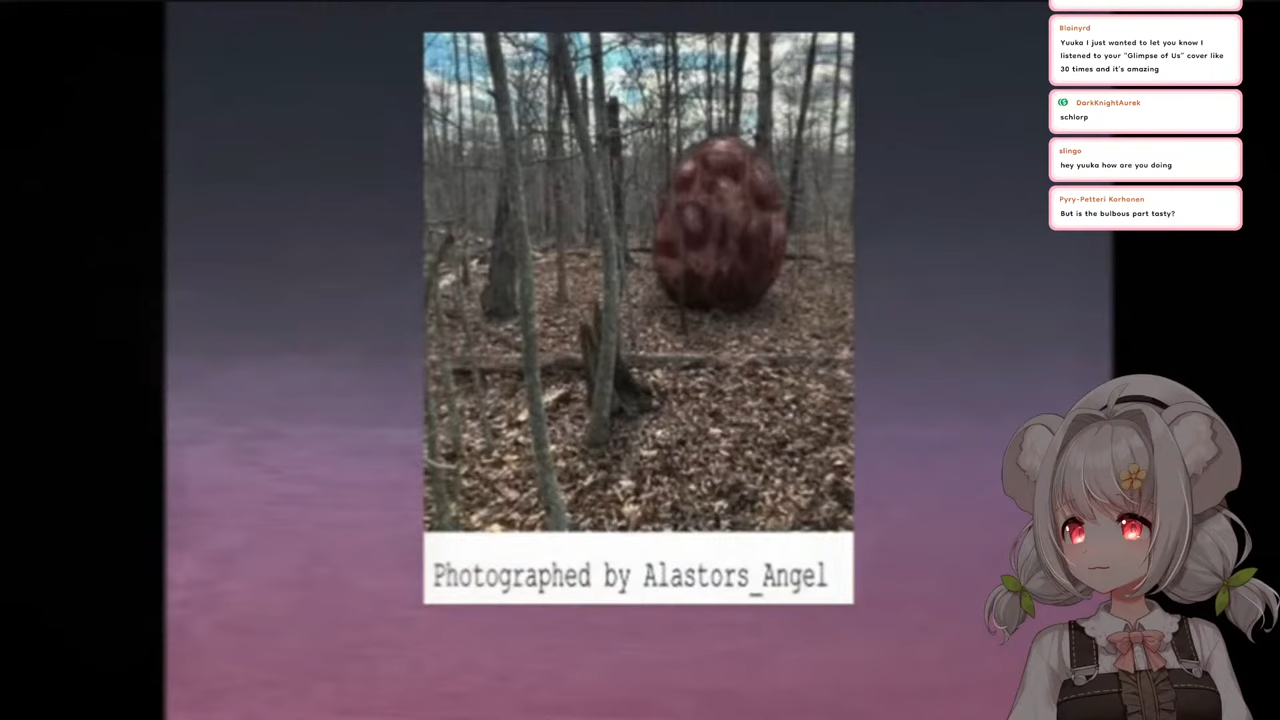 Blainyrd
Yuuka I just wanted to let you know I
listened to your "Glimpse of Us" cover like
30 times and it's amazing
DarkKnightAurek
schlorp
slingo
hey yuuka how are you doing
Pyry-Petteri Korhonen
But is the bulbous part tasty?
Photographed by Alastors_Angel